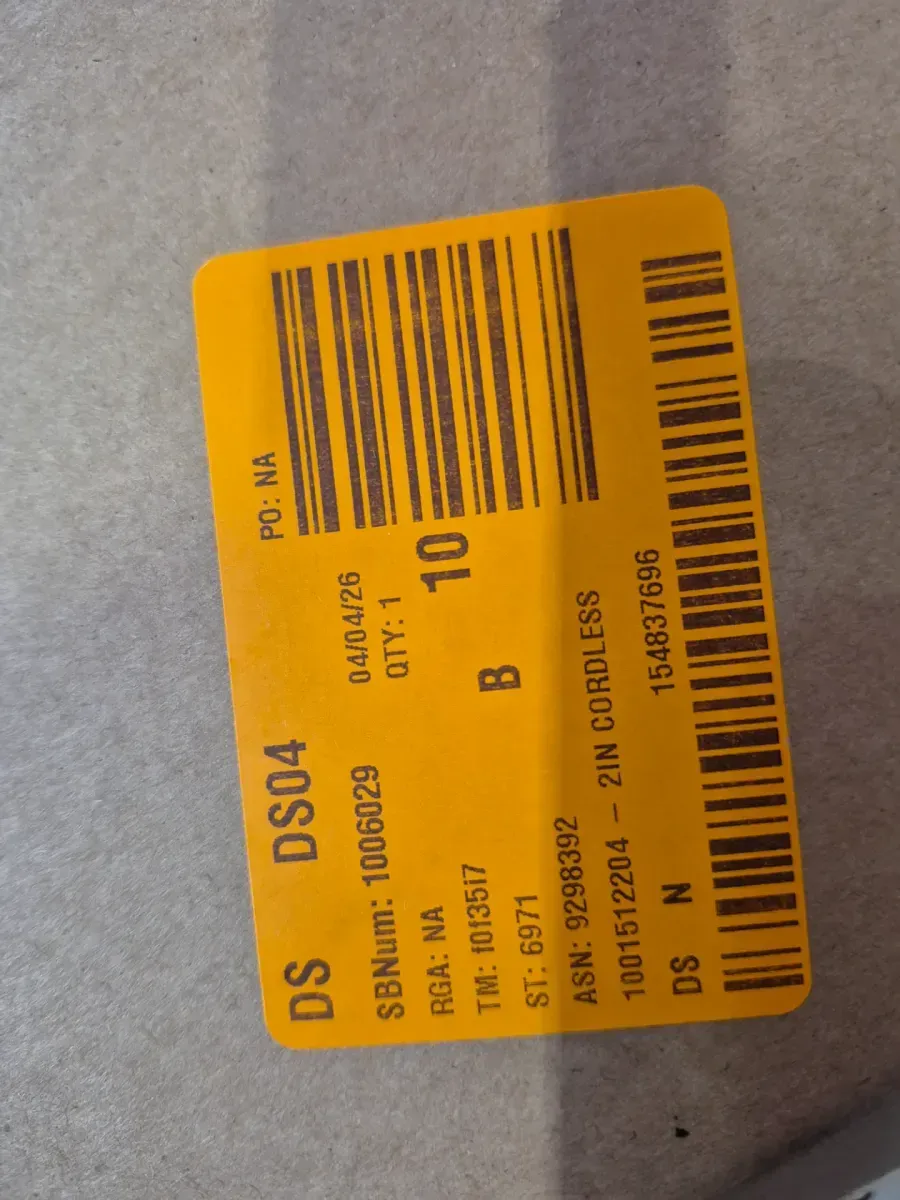 DS DS04 PO: NA
SBNum: 1006029 04/04/26
RGA: NA QTY: 1
TM: f0f35i7 10
ST: 6971 B
ASN: 9298392
1001512204 – 2IN CORDLESS
DS N 154837696